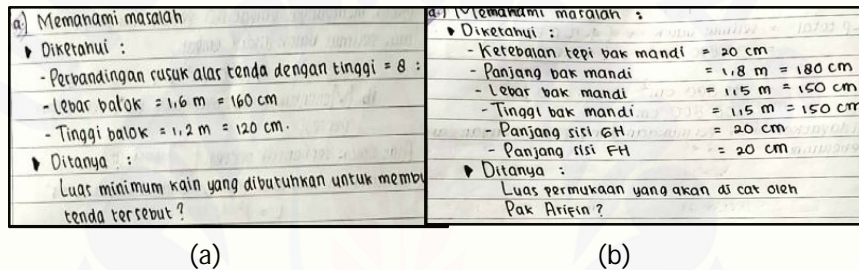 a.) Memahami masalah
Diketahui :
- Perbandingan rusuk alas tenda dengan tinggi = 8 :
- Lebar balok = 1,6 m = 160 cm
- Tinggi balok = 1,2 m = 120 cm.
Ditanya :
Luas minimum kain yang dibutuhkan untuk membu
tenda tersebut ?
(a)
a.) Memahami masalah :
Diketahui :
- Ketebalan tepi bak mandi = 20 cm
- Panjang bak mandi = 1,8 m = 180 cm
- Lebar bak mandi = 1,5 m = 150 cm
- Tinggi bak mandi = 1,5 m = 150 cm
- Panjang sisi GH = 20 cm
- Panjang sisi FH = 20 cm
Ditanya :
Luas permukaan yang akan di cat oleh
Pak Arifin ?
(b)